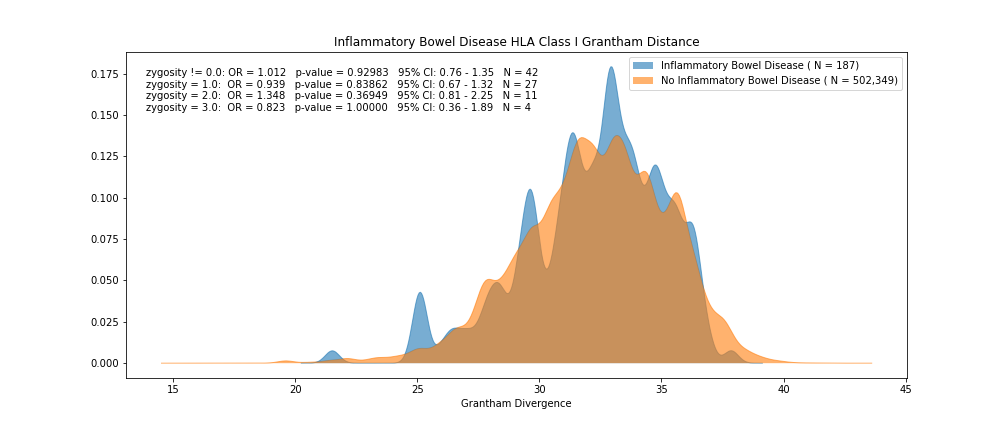 Inflammatory Bowel Disease HLA Class I Grantham Distance
zygosity != 0.0: OR = 1.012 p-value = 0.92983 95% CI: 0.76 - 1.35 N = 42
zygosity = 1.0: OR = 0.939 p-value = 0.83862 95% CI: 0.67 - 1.32 N = 27
zygosity = 2.0: OR = 1.348 p-value = 0.36949 95% CI: 0.81 - 2.25 N = 11
zygosity = 3.0: OR = 0.823 p-value = 1.00000 95% CI: 0.36 - 1.89 N = 4
Inflammatory Bowel Disease ( N = 187)
No Inflammatory Bowel Disease ( N = 502,349)
0.175
0.150
0.125
0.100
0.075
0.050
0.025
0.000
15 20 25 30 35 40 45
Grantham Divergence